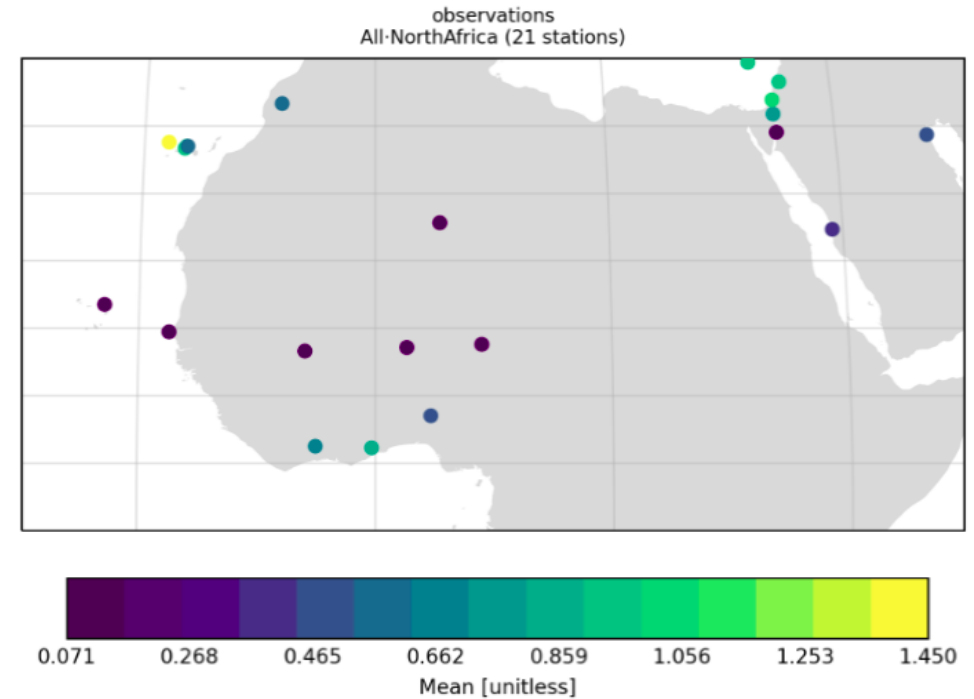 observations
All·NorthAfrica (21 stations)
0.071 0.268 0.465 0.662 0.859 1.056 1.253 1.450
Mean [unitless]